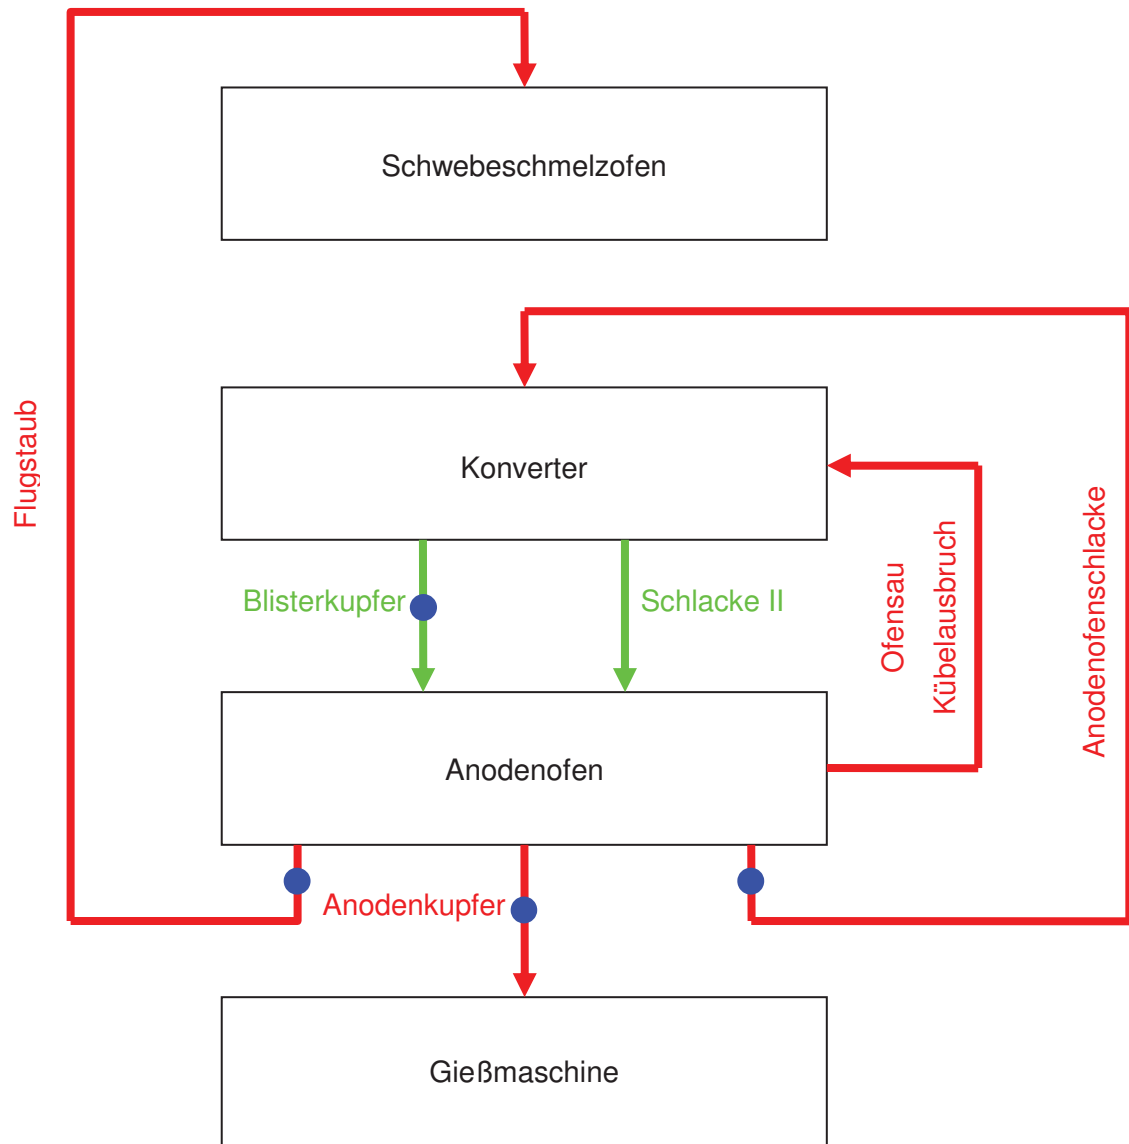 Schwebeschmelzofen
Flugstaub
Konverter
Blisterkupfer
Schlacke II
Ofensau
Kübelausbruch
Anodenofenschlacke
Anodenofen
Anodenkupfer
Gießmaschine